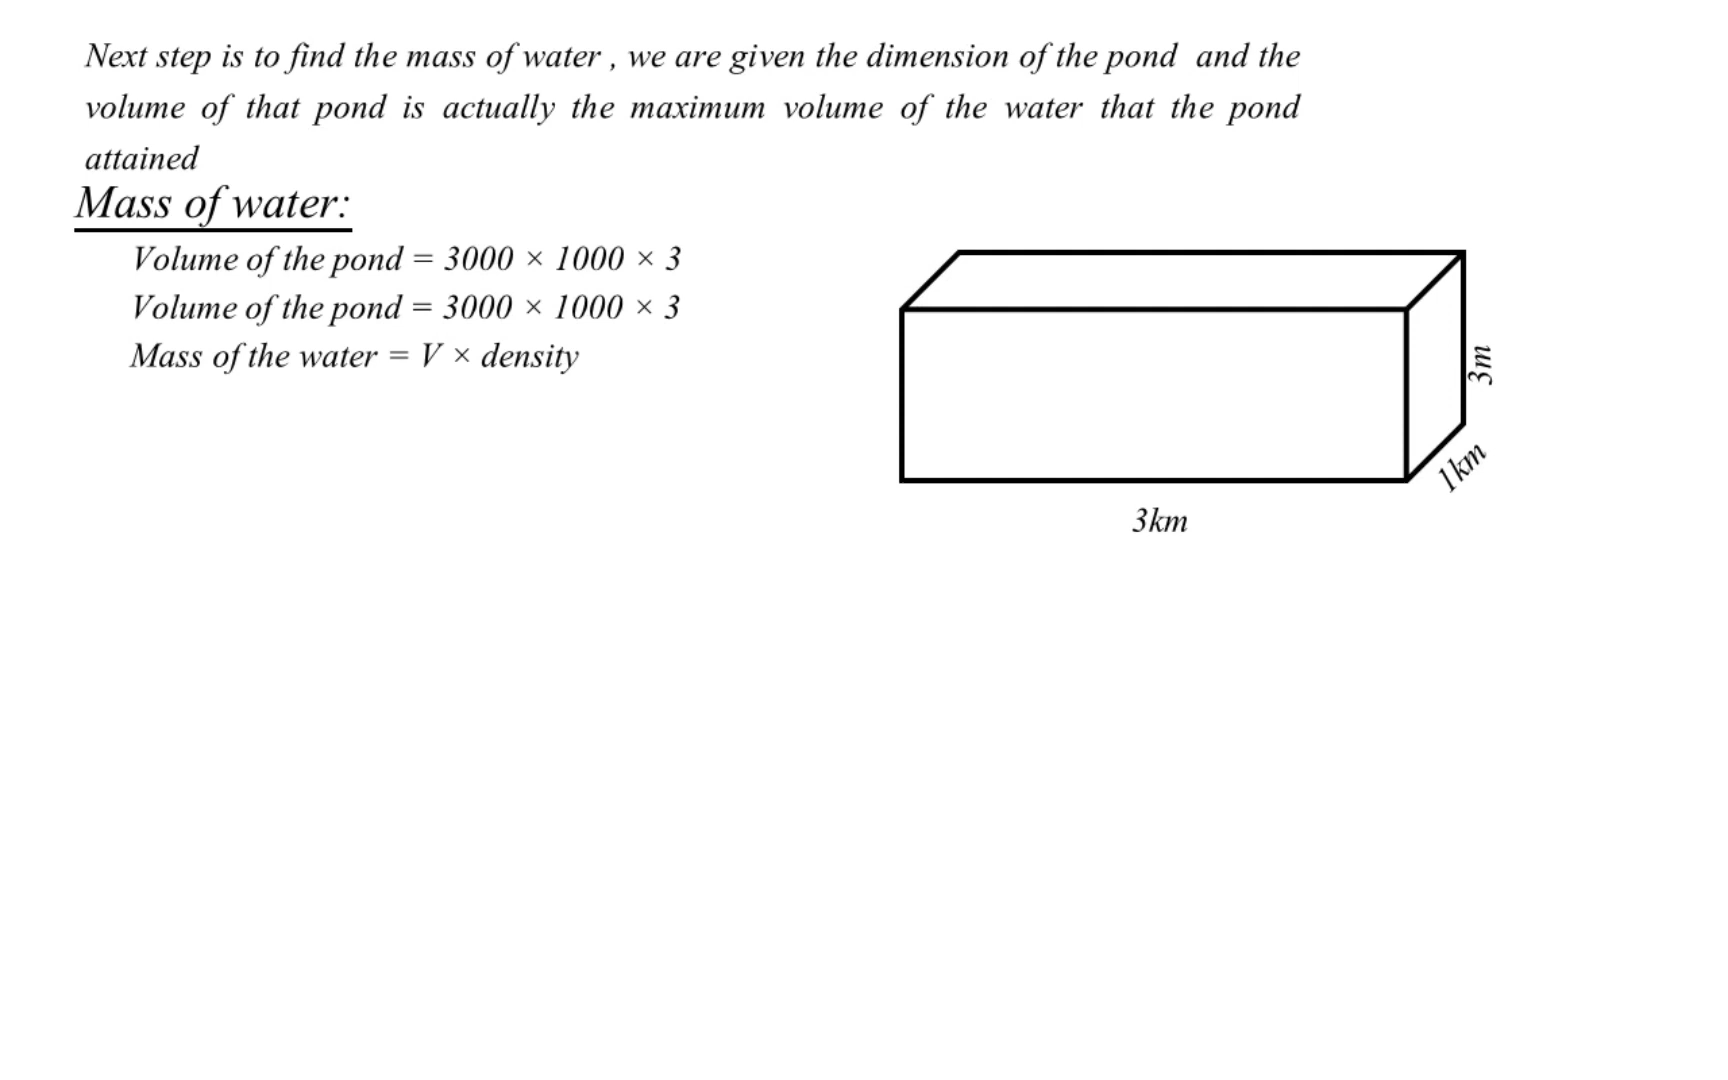 Next step is to find the mass of water , we are given the dimension of the pond and the
volume of that pond is actually the maximum volume of the water that the pond
attained
Mass of water:
Volume of the pond = 3000 × 1000 × 3
Volume of the pond = 3000 × 1000 × 3
Mass of the water = V × density
3m
1km
3km